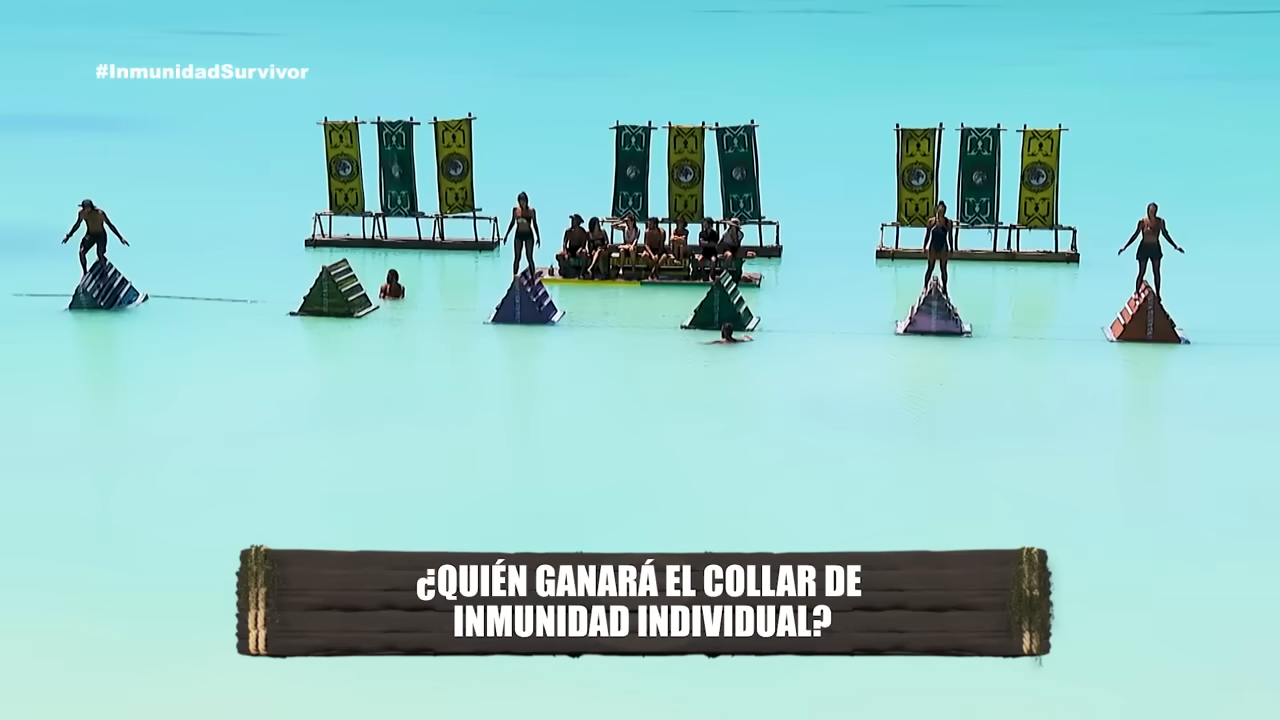 #InmunidadSurvivor
¿QUIÉN GANARÁ EL COLLAR DE
INMUNIDAD INDIVIDUAL?